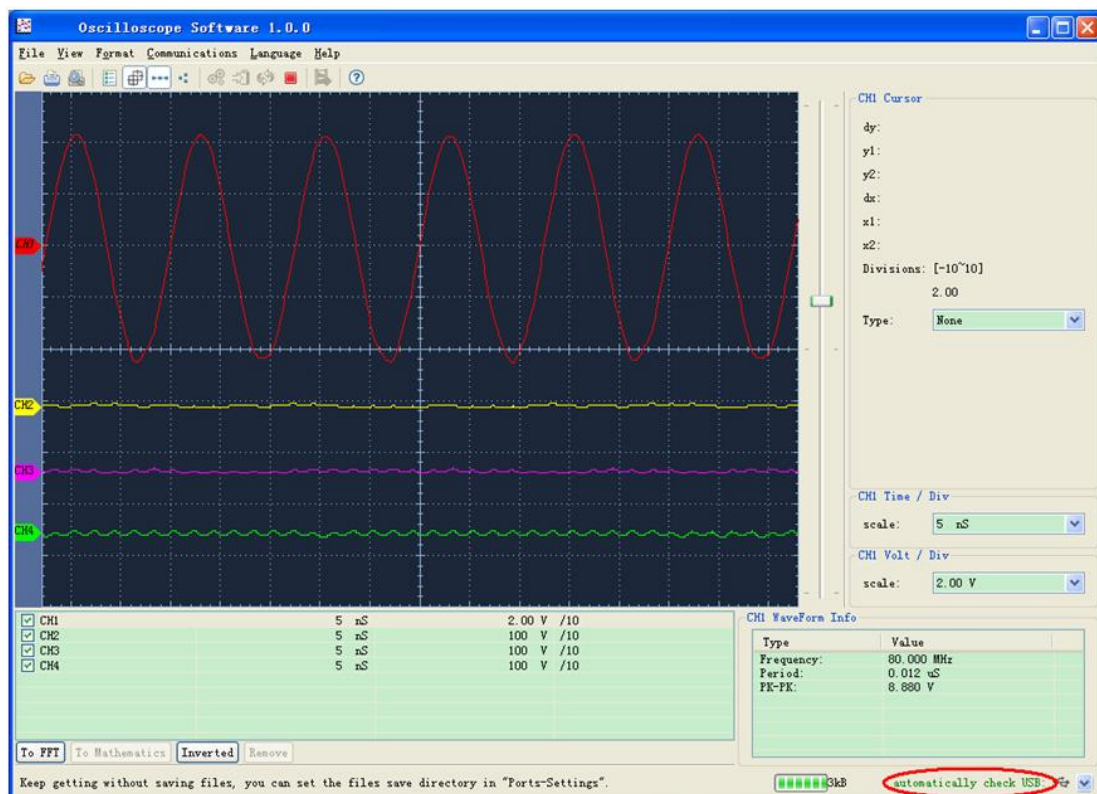 Oscilloscope Software 1.0.0
File View Format Communications Language Help
CH1 Cursor
dy:
y1:
y2:
dx:
x1:
x2:
Divisions: [-10~10]
2.00
Type: None
CH1
CH2
CH3
CH4
CH1 Time / Div
scale: 5 nS
CH1 Volt / Div
scale: 2.00 V
CH1 5 nS 2.00 V /10
CH2 5 nS 100 V /10
CH3 5 nS 100 V /10
CH4 5 nS 100 V /10
CH1 WaveForm Info
Type Value
Frequency: 80.000 MHz
Period: 0.012 uS
PK-PK: 8.880 V
To FFT To Mathematics Inverted Remove
Keep getting without saving files, you can set the files save directory in "Ports-Settings". 3kB automatically check USB: